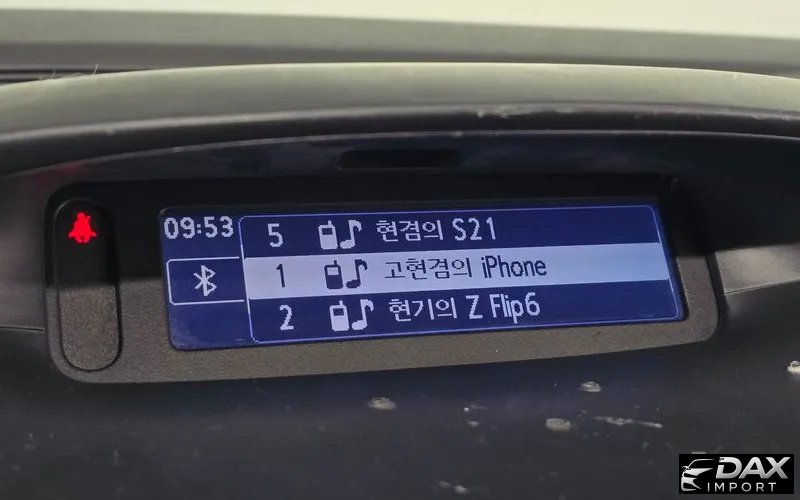 09:53
5 현겸의 S21
1 고현겸의 iPhone
2 현기의 Z Flip6
DAX
IMPORT